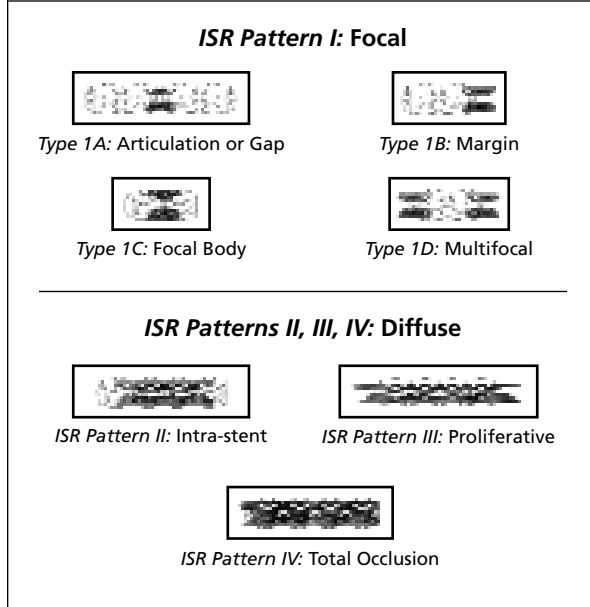 ISR Pattern I: Focal
Type 1A: Articulation or Gap
Type 1B: Margin
Type 1C: Focal Body
Type 1D: Multifocal
ISR Patterns II, III, IV: Diffuse
ISR Pattern II: Intra-stent
ISR Pattern III: Proliferative
ISR Pattern IV: Total Occlusion